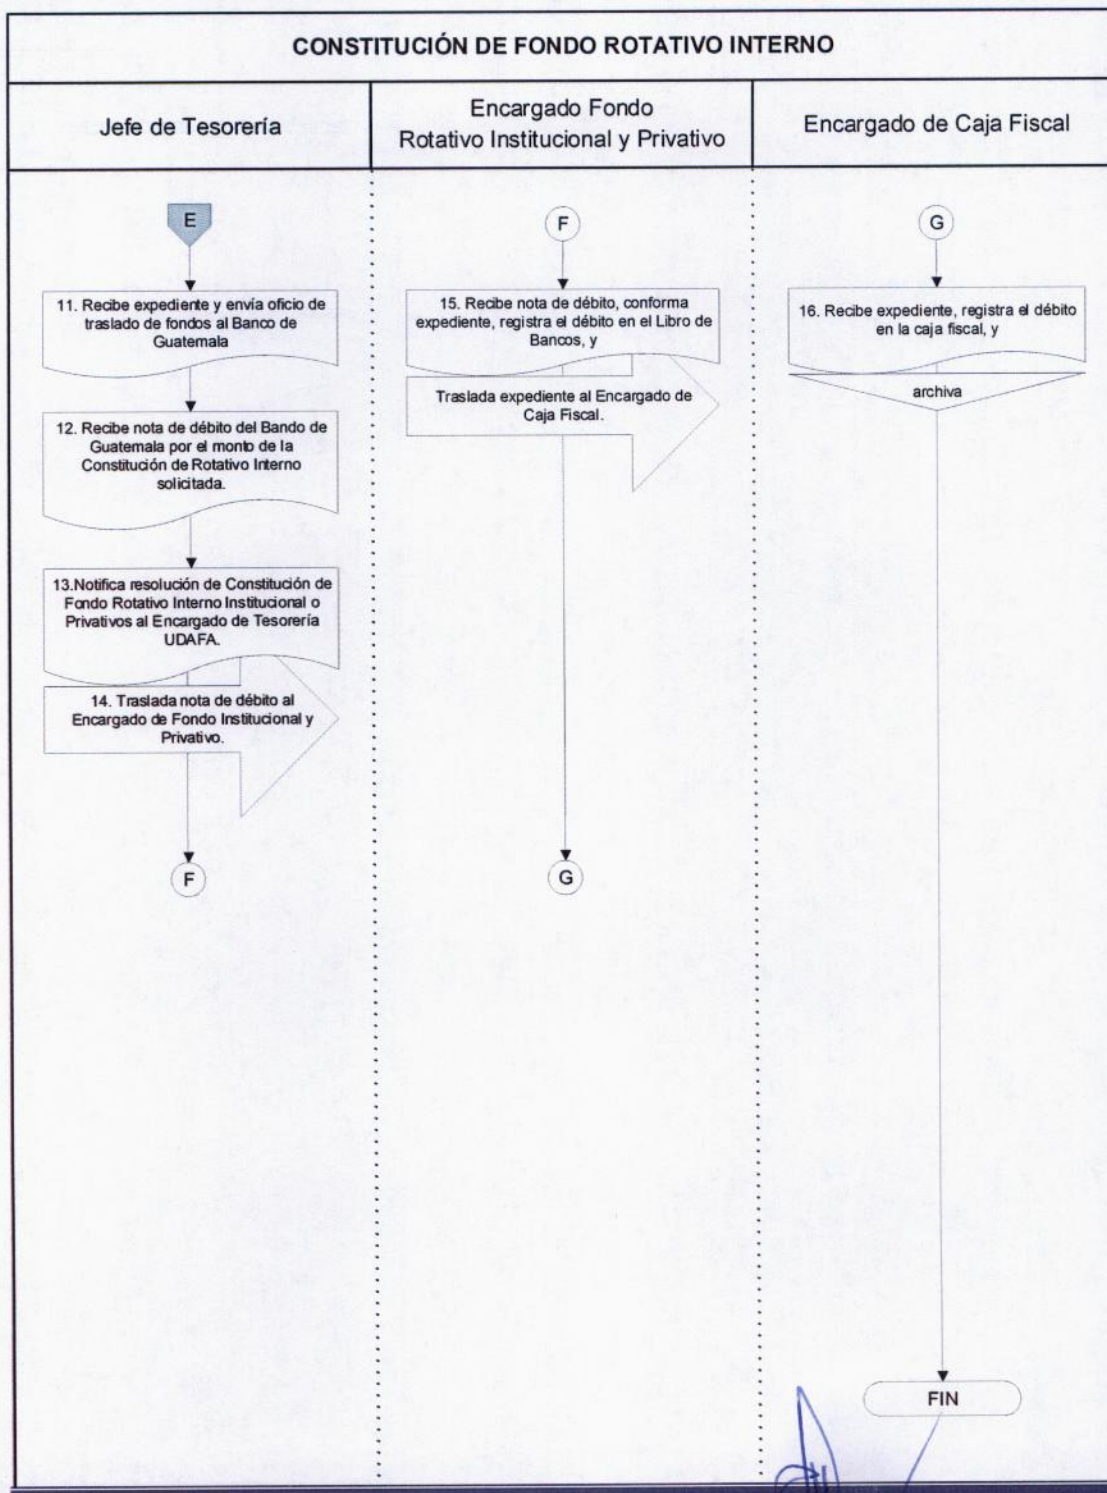 CONSTITUCIÓN DE FONDO ROTATIVO INTERNO
Jefe de Tesorería
Encargado Fondo
Rotativo Institucional y Privativo
Encargado de Caja Fiscal
E
11. Recibe expediente y envía oficio de
traslado de fondos al Banco de
Guatemala
12. Recibe nota de débito del Bando de
Guatemala por el monto de la
Constitución de Rotativo Interno
solicitada.
13.Notifica resolución de Constitución de
Fondo Rotativo Interno Institucional o
Privativos al Encargado de Tesorería
UDAFA.
14. Traslada nota de débito al
Encargado de Fondo Institucional y
Privativo.
F
F
15. Recibe nota de débito, conforma
expediente, registra el débito en el Libro de
Bancos, y
Traslada expediente al Encargado de
Caja Fiscal.
G
G
16. Recibe expediente, registra el débito
en la caja fiscal, y
archiva
FIN